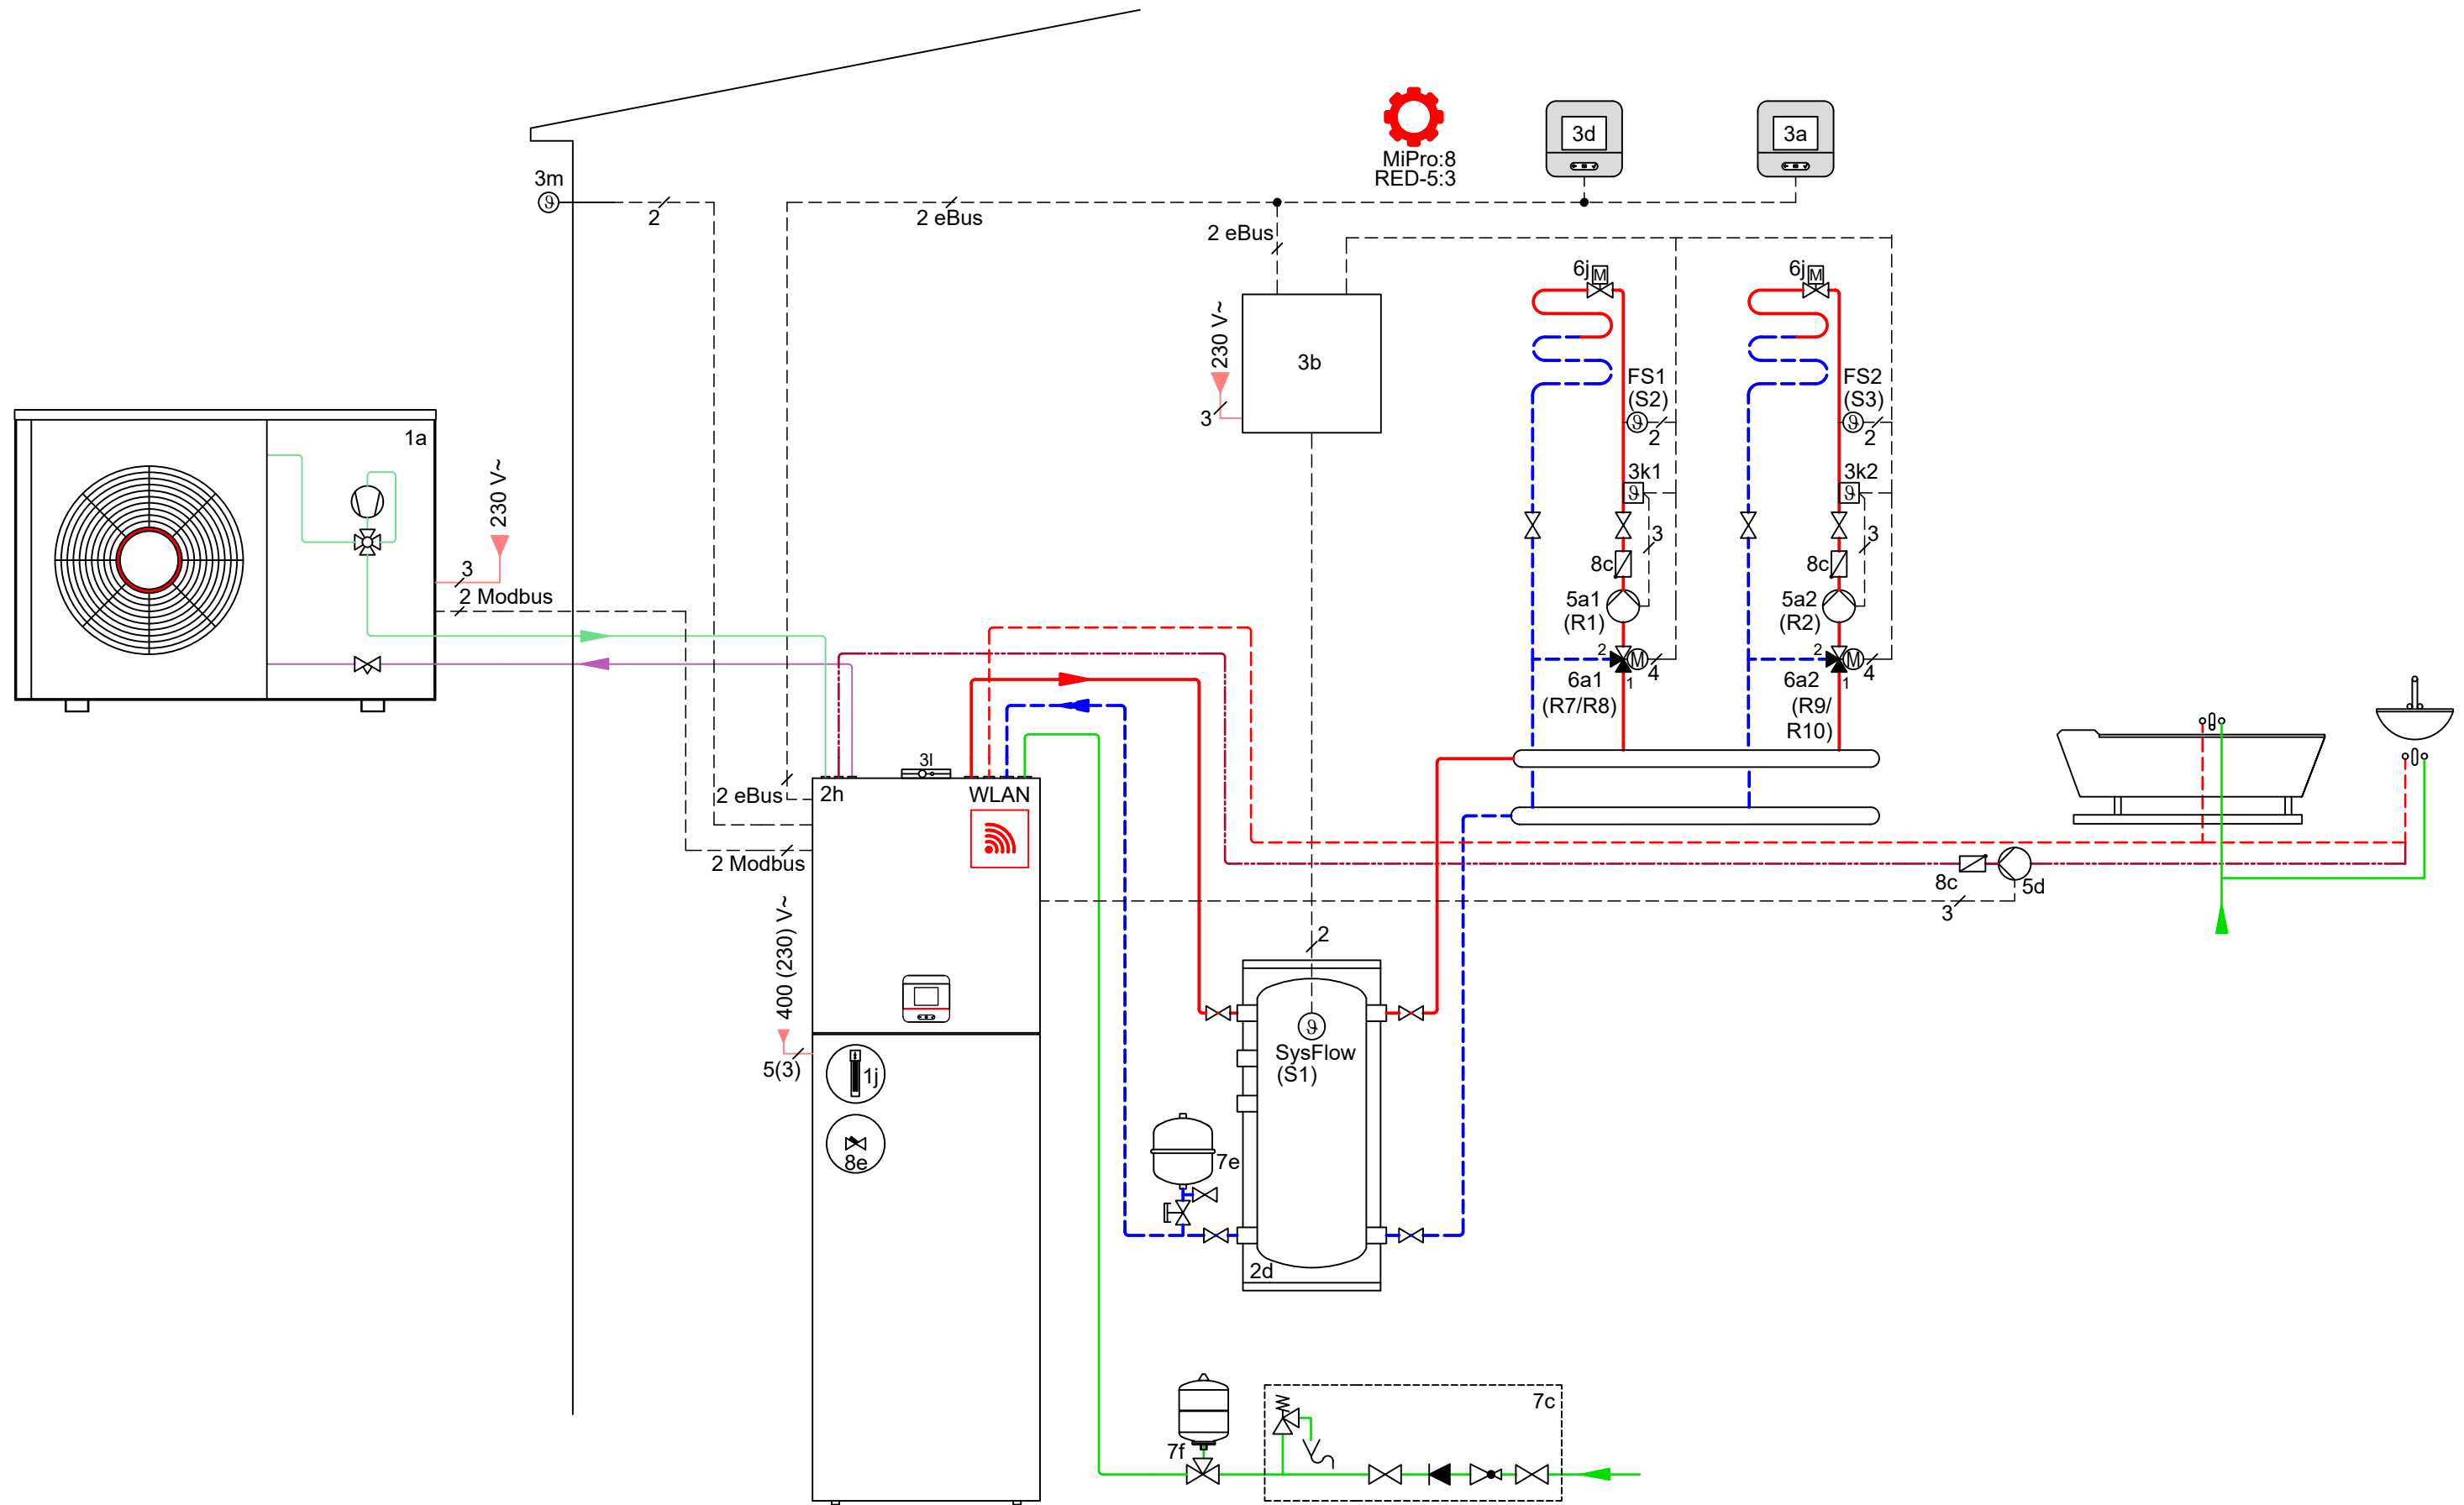 MiPro:8
RED-5:3
3d
3a
3m
2
2 eBus
2 eBus
6j
M
6j
M
230 V~
3
3b
FS1
(S2)
ϑ
2
FS2
(S3)
ϑ
2
1a
230 V~
3
2 Modbus
3k1
ϑ
3
3k2
ϑ
3
8c
8c
5a1
(R1)
5a2
(R2)
2
M
4
1
6a1
(R7/R8)
2
M
4
1
6a2
(R9/
R10)
ϑ
3l
2 eBus
2h
WLAN
2 Modbus
400 (230) V~
5(3)
8c
5d
3
2
ϑ
SysFlow
(S1)
1j
8e
7e
2d
7f
7c